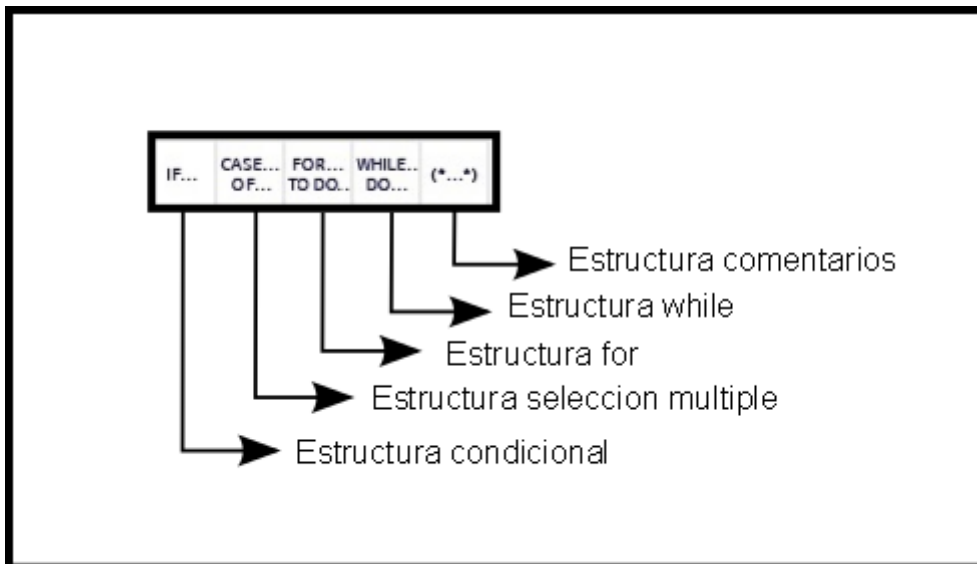 IF...
CASE...
OF...
FOR...
TO DO..
WHILE..
DO...
(*...*)
Estructura comentarios
Estructura while
Estructura for
Estructura seleccion multiple
Estructura condicional